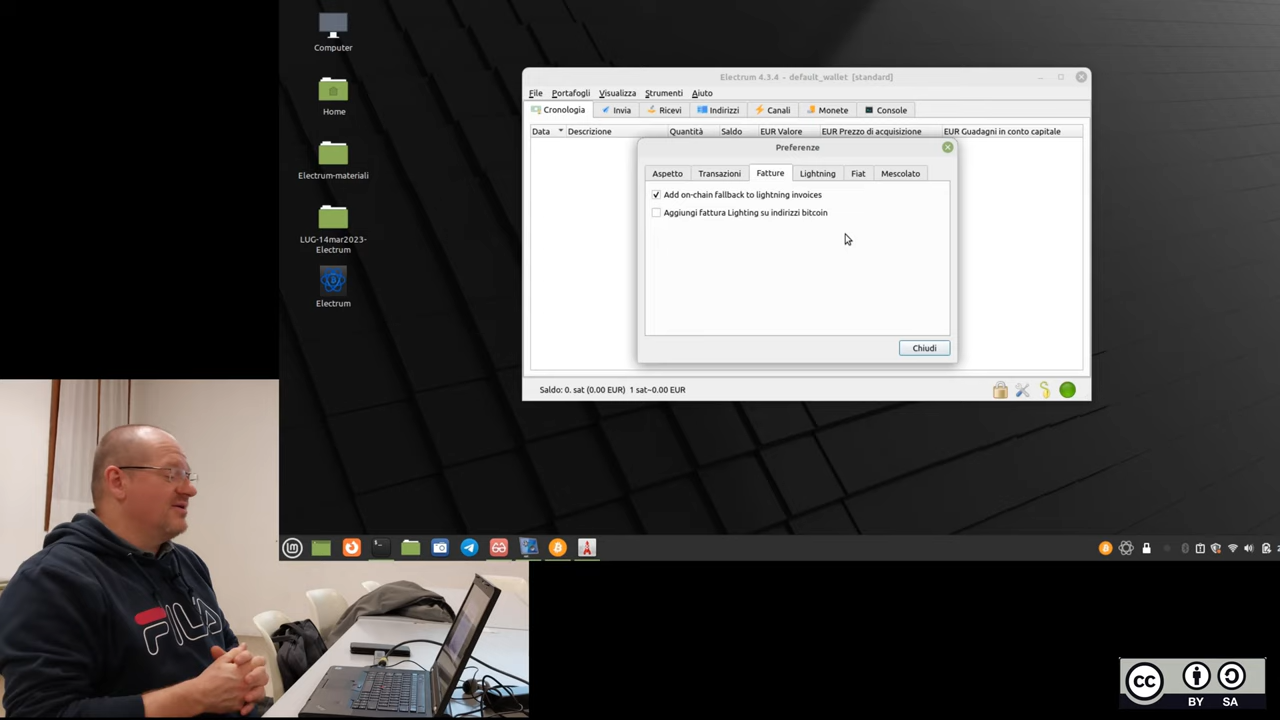 Computer
Home
Electrum-materiali
LUG-14mar2023-
Electrum
Electrum
Electrum 4.3.4 - default_wallet [standard]
File Portafogli Visualizza Strumenti Aiuto
Cronologia Invia Ricevi Indirizzi Canali Monete Console
Data Descrizione Quantità Saldo EUR Valore EUR Prezzo di acquisizione EUR Guadagni in conto capitale
Preferenze
Aspetto Transazioni Fatture Lightning Fiat Mescolato
Add on-chain fallback to lightning invoices
Aggiungi fattura Lighting su indirizzi bitcoin
Chiudi
Saldo: 0. sat (0.00 EUR) 1 sat~0.00 EUR
FILA
CC
BY SA